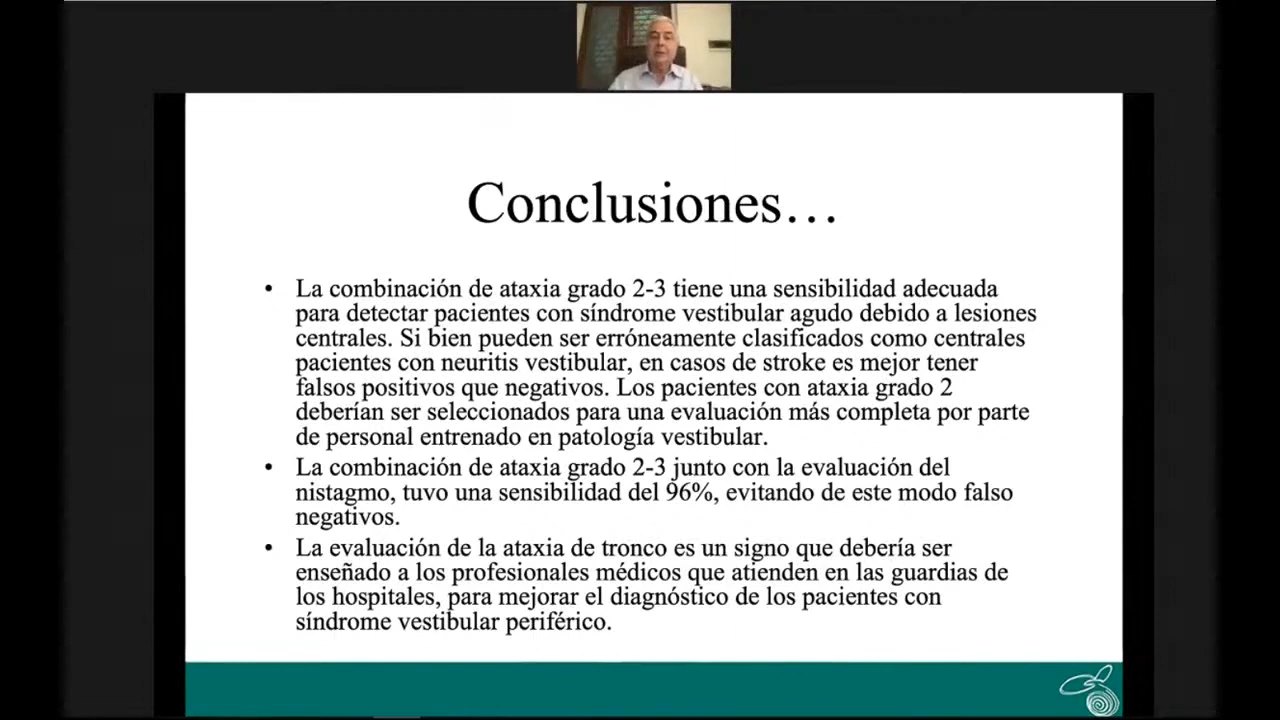 Conclusiones…
• La combinación de ataxia grado 2-3 tiene una sensibilidad adecuada
para detectar pacientes con síndrome vestibular agudo debido a lesiones
centrales. Si bien pueden ser erróneamente clasificados como centrales
pacientes con neuritis vestibular, en casos de stroke es mejor tener
falsos positivos que negativos. Los pacientes con ataxia grado 2
deberían ser seleccionados para una evaluación más completa por parte
de personal entrenado en patología vestibular.
• La combinación de ataxia grado 2-3 junto con la evaluación del
nistagmo, tuvo una sensibilidad del 96%, evitando de este modo falso
negativos.
• La evaluación de la ataxia de tronco es un signo que debería ser
enseñado a los profesionales médicos que atienden en las guardias de
los hospitales, para mejorar el diagnóstico de los pacientes con
síndrome vestibular periférico.